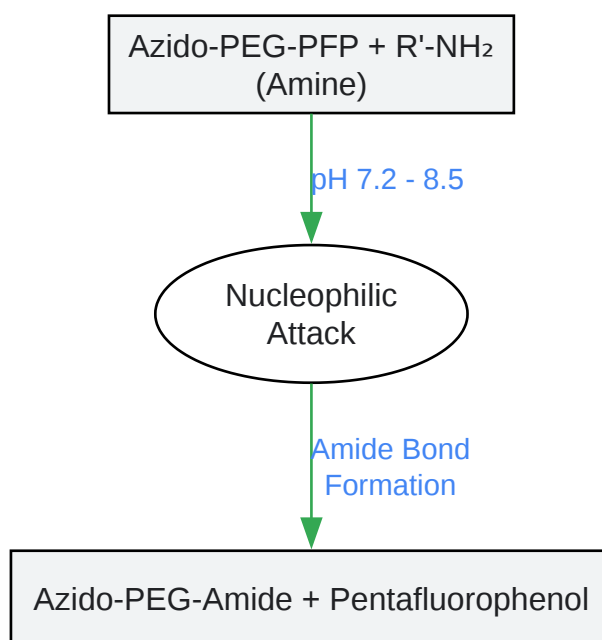 Azido-PEG-PFP + R'-NH₂
(Amine)
pH 7.2 - 8.5
Nucleophilic
Attack
Amide Bond
Formation
Azido-PEG-Amide + Pentafluorophenol